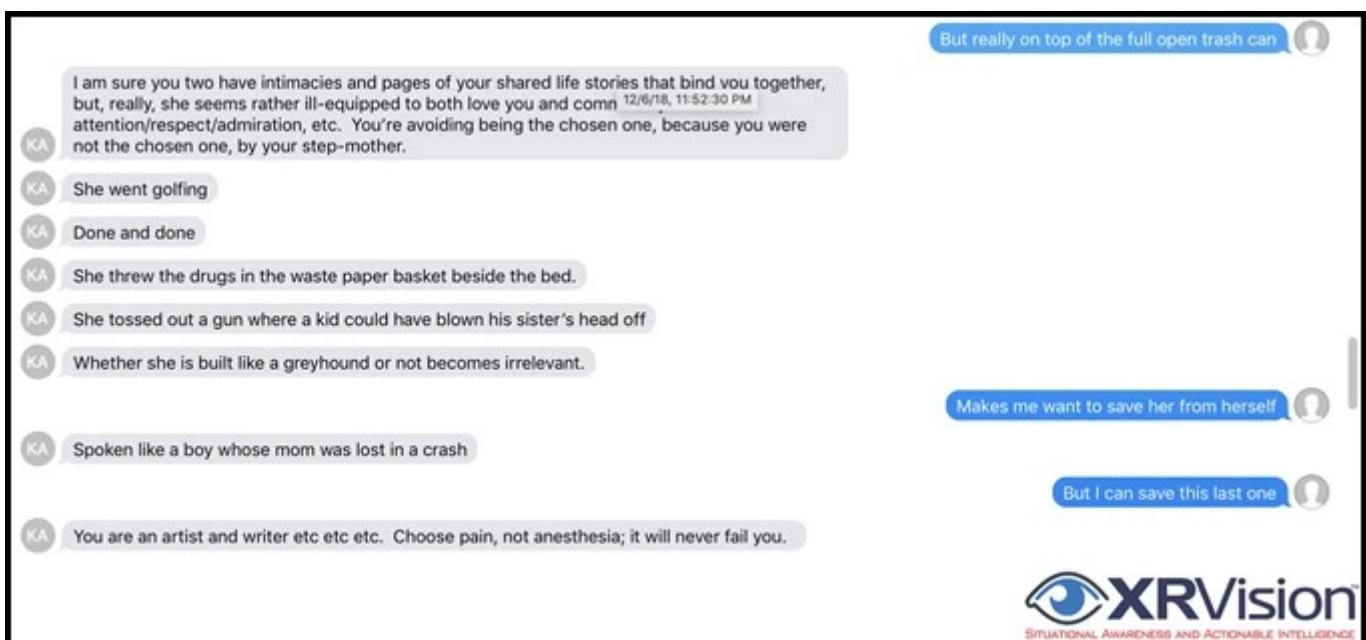 But really on top of the full open trash can
I am sure you two have intimacies and pages of your shared life stories that bind you together,
but, really, she seems rather ill-equipped to both love you and comn
12/6/18, 11:52:30 PM
attention/respect/admiration, etc. You're avoiding being the chosen one, because you were
not the chosen one, by your step-mother.
KA
She went golfing
KA
Done and done
KA
She threw the drugs in the waste paper basket beside the bed.
KA
She tossed out a gun where a kid could have blown his sister's head off
KA
Whether she is built like a greyhound or not becomes irrelevant.
KA
Makes me want to save her from herself
Spoken like a boy whose mom was lost in a crash
KA
But I can save this last one
You are an artist and writer etc etc etc. Choose pain, not anesthesia; it will never fail you.
KA
XRVision
SITUATIONAL AWARENESS AND ACTIONABLE INTELLIGENCE